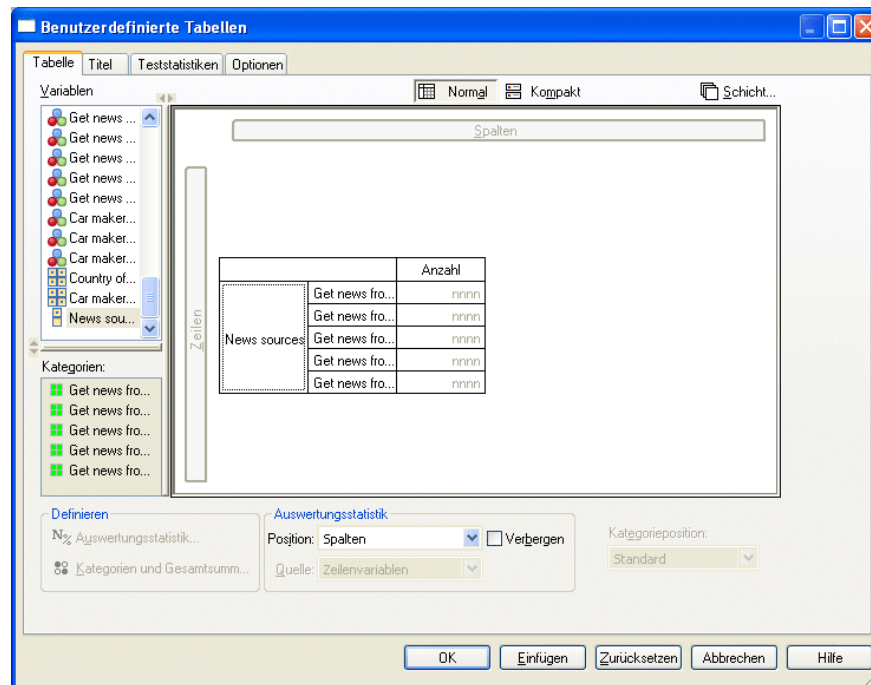 Benutzerdefinierte Tabellen
Tabelle Titel Teststatistiken Optionen
Variablen
Normal Kompakt Schicht...
Get news ...
Get news ...
Get news ...
Get news ...
Get news ...
Car maker...
Car maker...
Car maker...
Country of...
Car maker...
News sou...
Kategorien:
Get news fro...
Get news fro...
Get news fro...
Get news fro...
Get news fro...
Spalten
Zeilen
Anzahl
News sources
Get news fro... nnnn
Get news fro... nnnn
Get news fro... nnnn
Get news fro... nnnn
Get news fro... nnnn
Definieren
N% Auswertungsstatistik...
Kategorien und Gesamtsumm...
Auswertungsstatistik
Position: Spalten Verbergen
Quelle: Zeilenvariablen
Kategorieposition:
Standard
OK Einfügen Zurücksetzen Abbrechen Hilfe